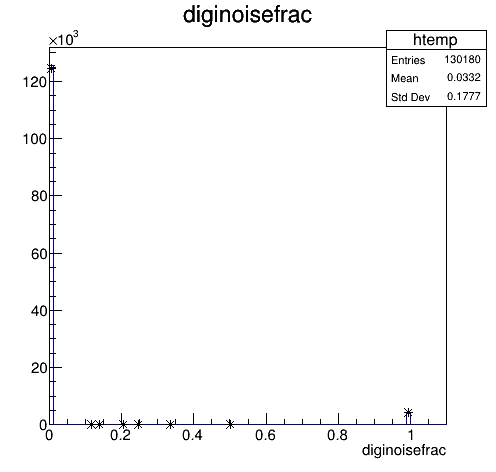 diginoisefrac
×10³
htemp
Entries 130180
Mean 0.0332
Std Dev 0.1777
120
100
80
60
40
20
0
0 0.2 0.4 0.6 0.8 1
diginoisefrac